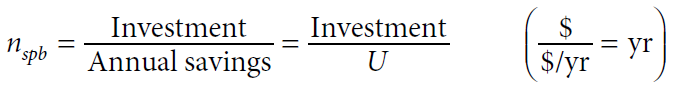 n_spb = Investment / Annual savings = Investment / U ($ / $/yr = yr)